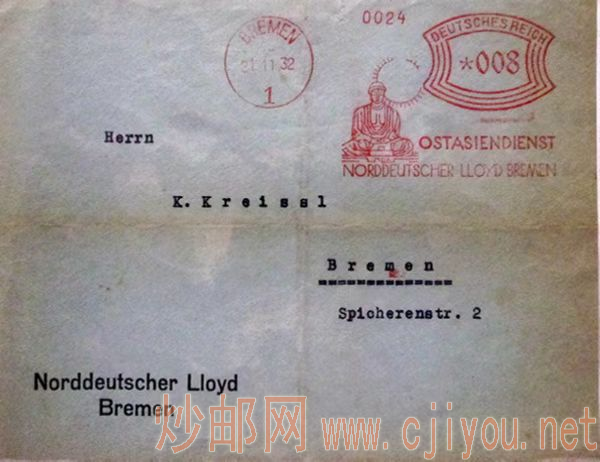 0024
BREMEN
21.11.32
1
DEUTSCHES REICH
*008
OSTASIENDIENST
NORDDEUTSCHER LLOYD BREMEN
Herrn
K. Kreissl
Bremen
Spicherenstr. 2
Norddeutscher Lloyd
Bremen
炒邮网 www.cjiyou.net